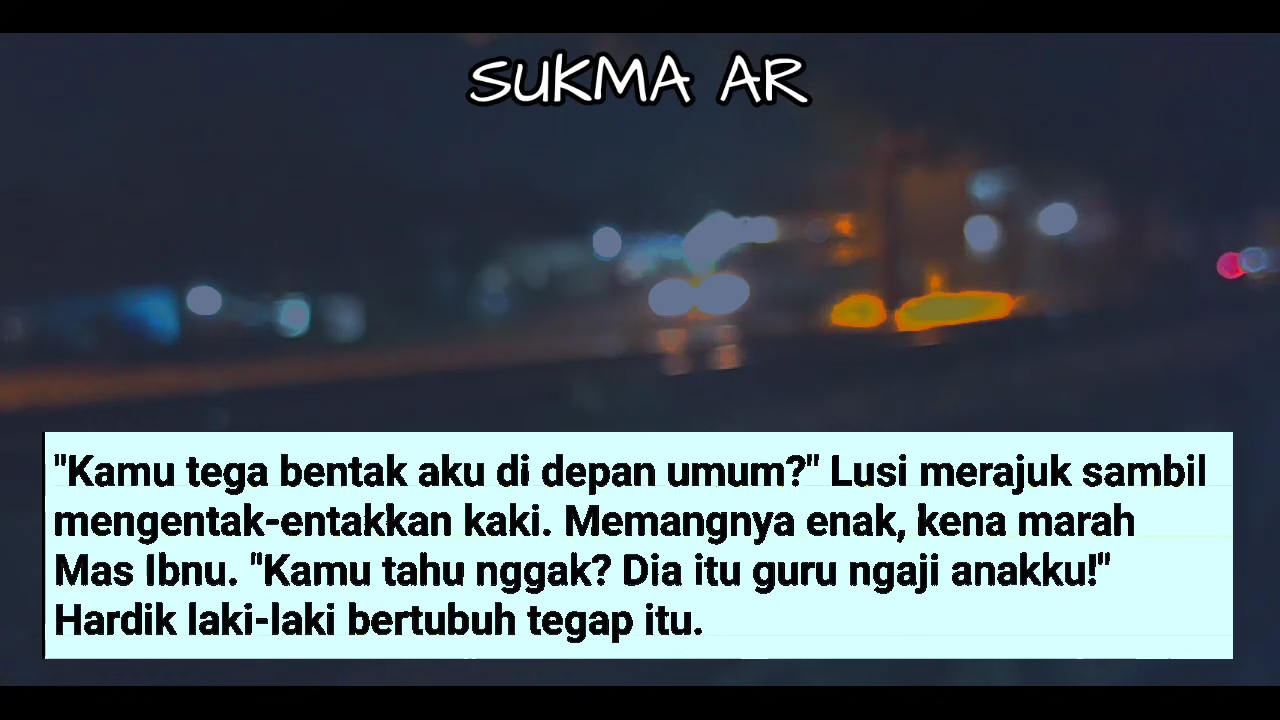 SUKMA AR
"Kamu tega bentak aku di depan umum?" Lusi merajuk sambil
mengentak-entakkan kaki. Memangnya enak, kena marah
Mas Ibnu. "Kamu tahu nggak? Dia itu guru ngaji anakku!"
Hardik laki-laki bertubuh tegap itu.